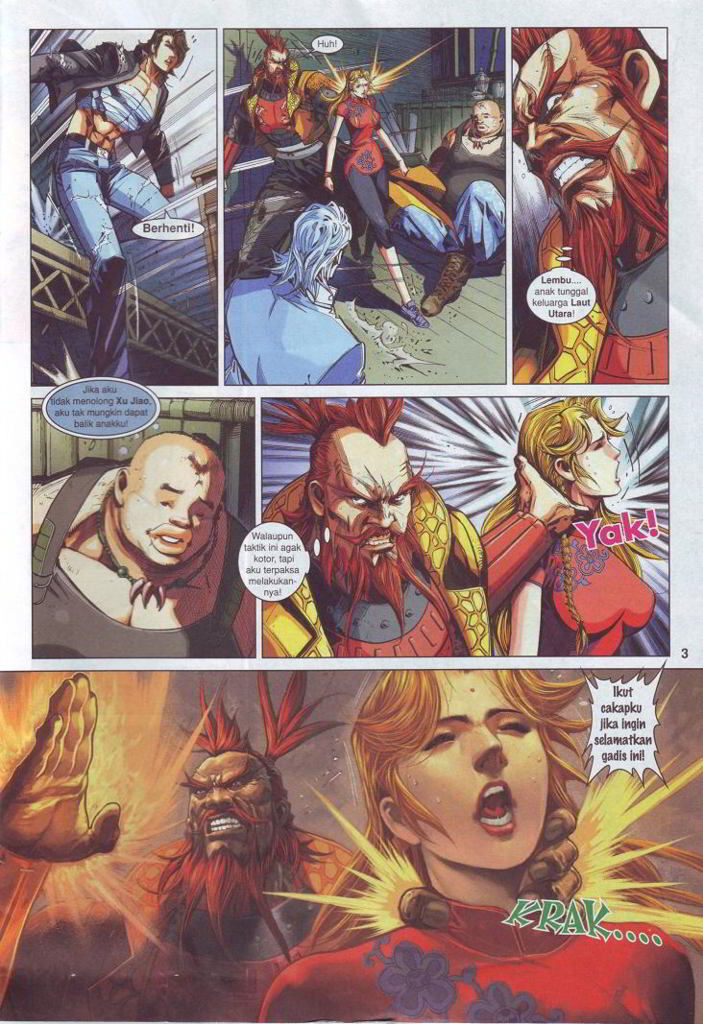 Berhenti!
Huh!
Lembu....
anak tunggal
keluarga Laut
Utara!
Jika aku
tidak menolong Xu Jiao,
aku tak mungkin dapat
balik anakku!
Walaupun
taktik ini agak
kotor, tapi
aku terpaksa
melakukan-
nya!
Yak!
3
Ikut
cakapku
jika ingin
selamatkan
gadis ini!
KRAK....